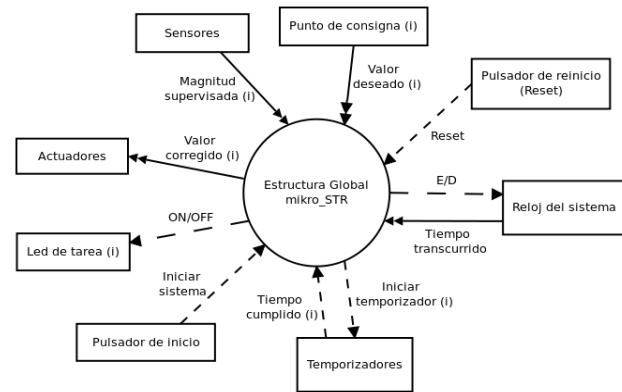 Sensores
Punto de consigna (i)
Pulsador de reinicio
(Reset)
Magnitud
supervisada (i)
Valor
deseado (i)
Reset
Actuadores
Valor
corregido (i)
Estructura Global
mikro_STR
E/D
Reloj del sistema
ON/OFF
Led de tarea (i)
Tiempo
transcurrido
Iniciar
sistema
Tiempo
cumplido (i)
Iniciar
temporizador (i)
Pulsador de inicio
Temporizadores